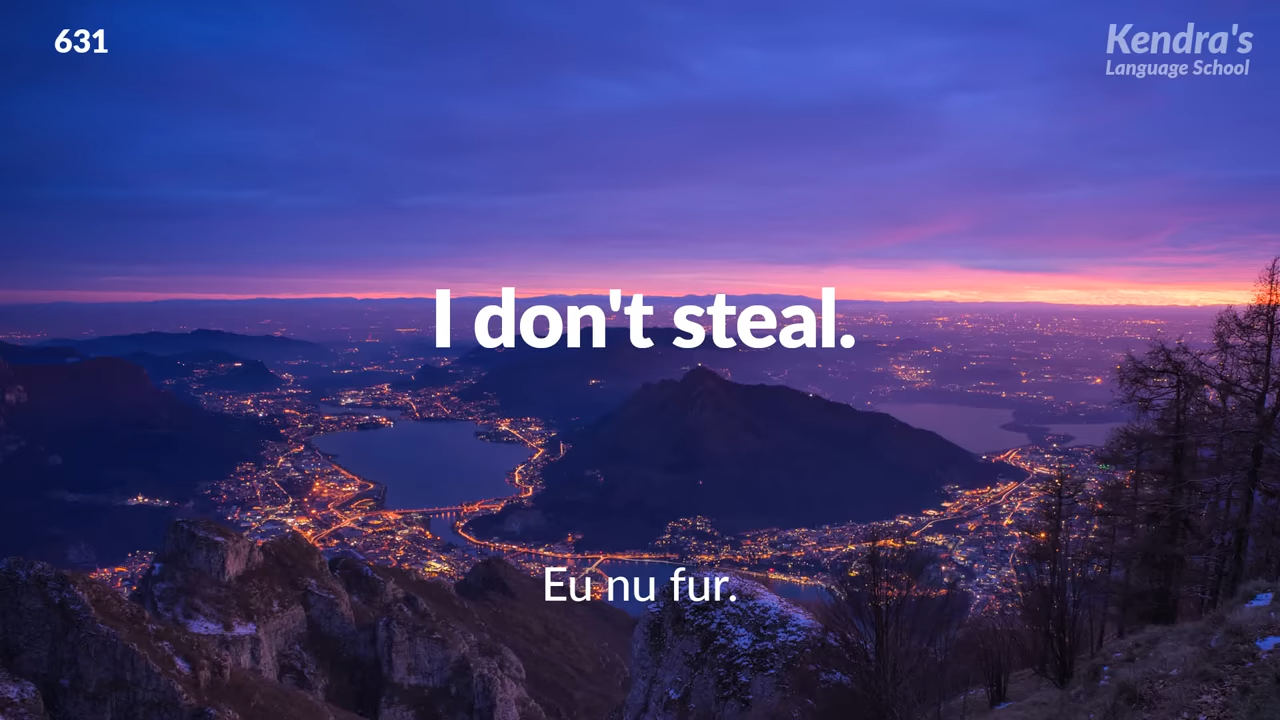 631
Kendra's
Language School
I don't steal.
Eu nu fur.